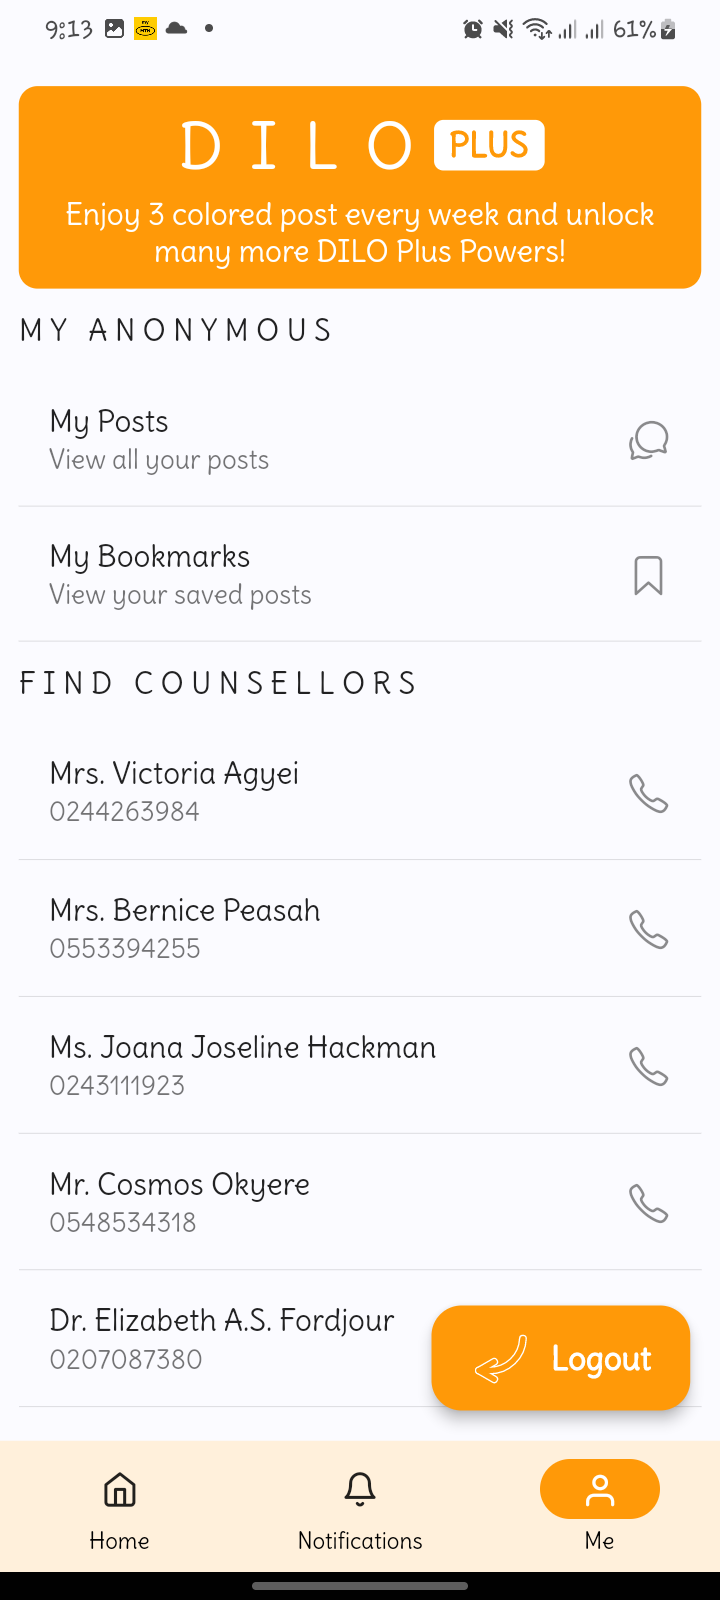 9:13
61%
DILO PLUS
Enjoy 3 colored post every week and unlock
many more DILO Plus Powers!
MY ANONYMOUS
My Posts
View all your posts
My Bookmarks
View your saved posts
FIND COUNSELLORS
Mrs. Victoria Agyei
0244263984
Mrs. Bernice Peasah
0553394255
Ms. Joana Joseline Hackman
0243111923
Mr. Cosmos Okyere
0548534318
Dr. Elizabeth A.S. Fordjour
0207087380
Logout
Home
Notifications
Me